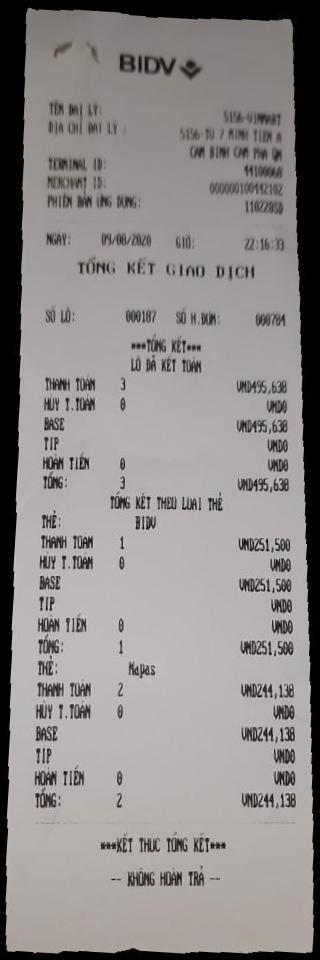 BIDV
TÊN ĐẠI LÝ: 5156-VINMART
ĐỊA CHỈ ĐẠI LÝ : 5156-TỔ 7 MINH TIEN A
CAM BINH CAM PHA QN
TERMINAL ID: 44100068
MERCHANT ID: 000000100442102
PHIÊN BẢN ỨNG DỤNG: 110220SD
NGÀY: 09/08/2020 GIỜ: 22:16:33
TỔNG KẾT GIAO DỊCH
SỐ LÔ: 000187 SỐ H.ĐƠN: 000784
***TỔNG KẾT***
LÔ ĐÃ KẾT TOÁN
THANH TOÁN 3 VND495,638
HỦY T.TOÁN 0 VND0
BASE VND495,638
TIP VND0
HOÀN TIỀN 0 VND0
TỔNG: 3 VND495,638
TỔNG KẾT THEO LOẠI THẺ
THẺ: BIDV
THANH TOÁN 1 VND251,500
HỦY T.TOÁN 0 VND0
BASE VND251,500
TIP VND0
HOÀN TIỀN 0 VND0
TỔNG: 1 VND251,500
THẺ: Napas
THANH TOÁN 2 VND244,138
HỦY T.TOÁN 0 VND0
BASE VND244,138
TIP VND0
HOÀN TIỀN 0 VND0
TỔNG: 2 VND244,138
***KẾT THÚC TỔNG KẾT***
-- KHÔNG HOÀN TRẢ --